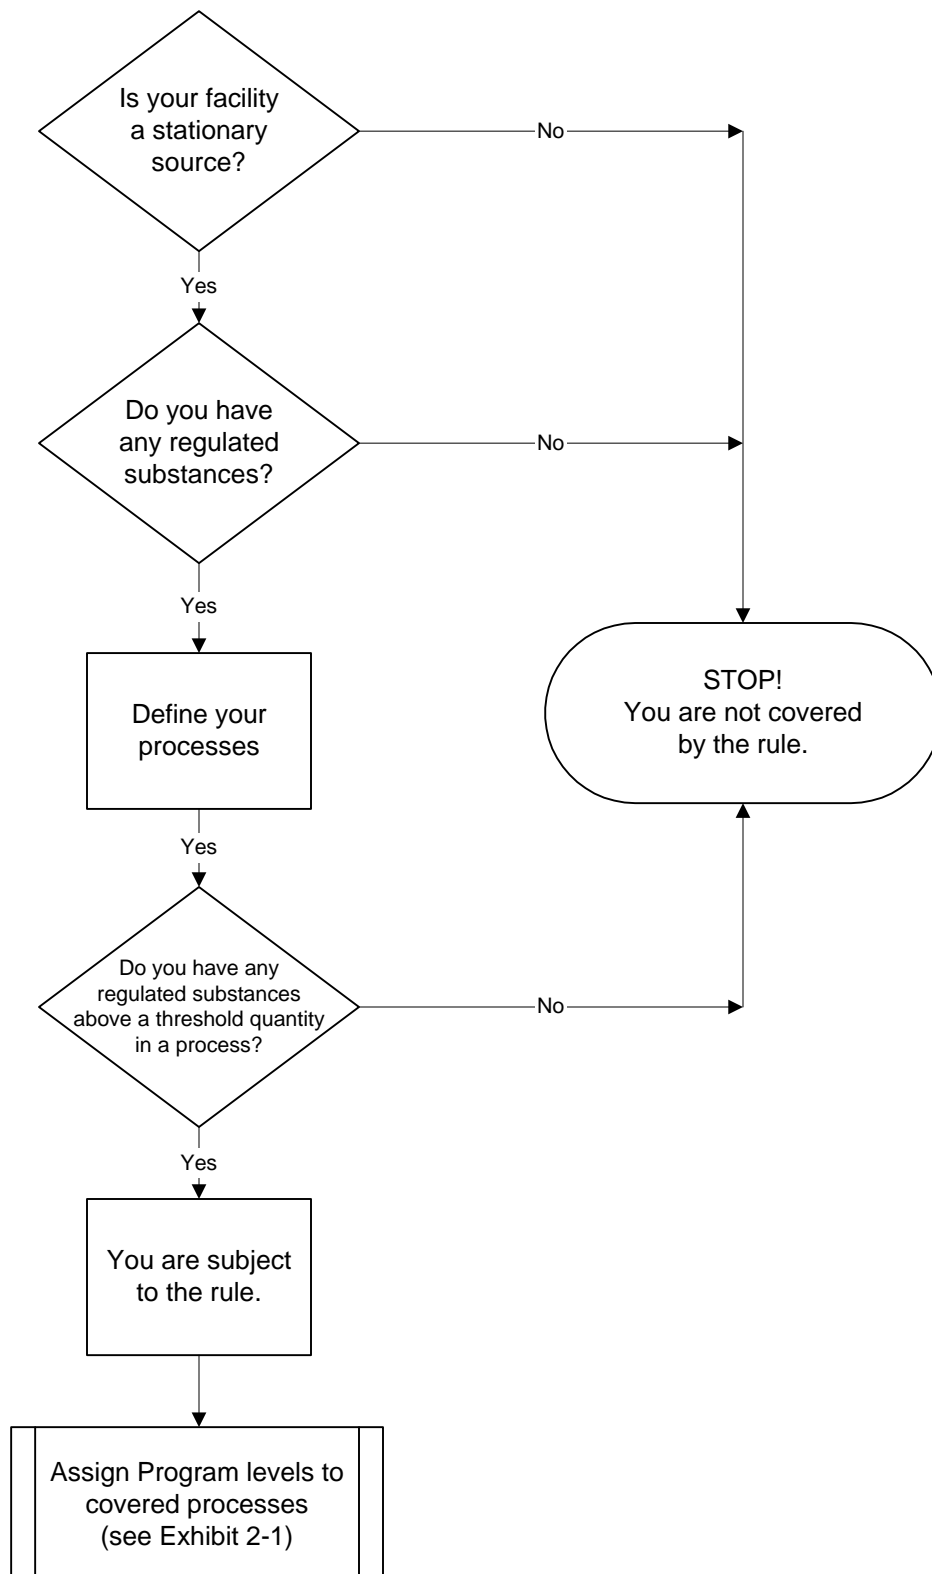 Is your facility
a stationary
source?
No
Yes
Do you have
any regulated
substances?
No
Yes
Define your
processes
STOP!
You are not covered
by the rule.
Yes
Do you have any
regulated substances
above a threshold quantity
in a process?
No
Yes
You are subject
to the rule.
Assign Program levels to
covered processes
(see Exhibit 2-1)